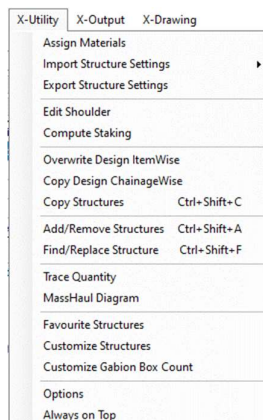 X-Utility X-Output X-Drawing
Assign Materials
Import Structure Settings
Export Structure Settings
Edit Shoulder
Compute Staking
Overwrite Design ItemWise
Copy Design ChainageWise
Copy Structures Ctrl+Shift+C
Add/Remove Structures Ctrl+Shift+A
Find/Replace Structure Ctrl+Shift+F
Trace Quantity
MassHaul Diagram
Favourite Structures
Customize Structures
Customize Gabion Box Count
Options
Always on Top